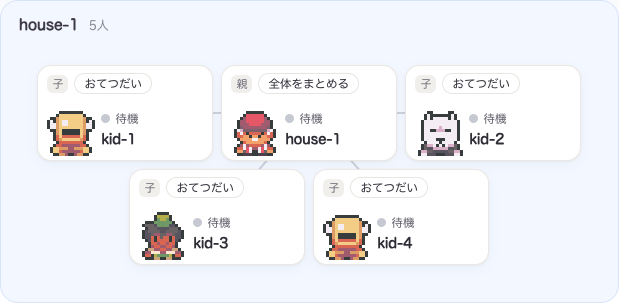 house-1 5人
子 おてつだい
待機
kid-1
親 全体をまとめる
待機
house-1
子 おてつだい
待機
kid-2
子 おてつだい
待機
kid-3
子 おてつだい
待機
kid-4